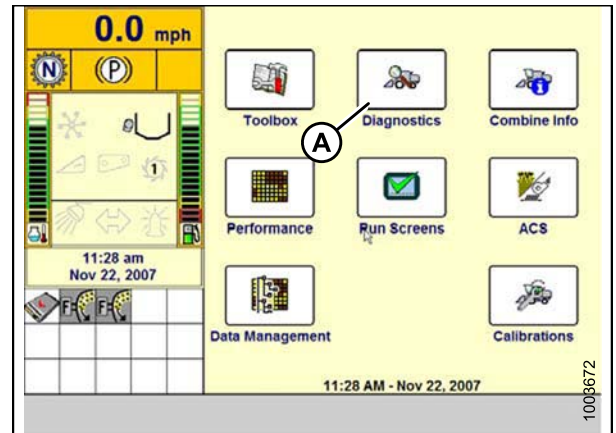 0.0 mph
N
(P)
1
11:28 am
Nov 22, 2007
F
F
Toolbox
Diagnostics
Combine Info
A
Performance
Run Screens
ACS
Data Management
Calibrations
11:28 AM - Nov 22, 2007
1003672